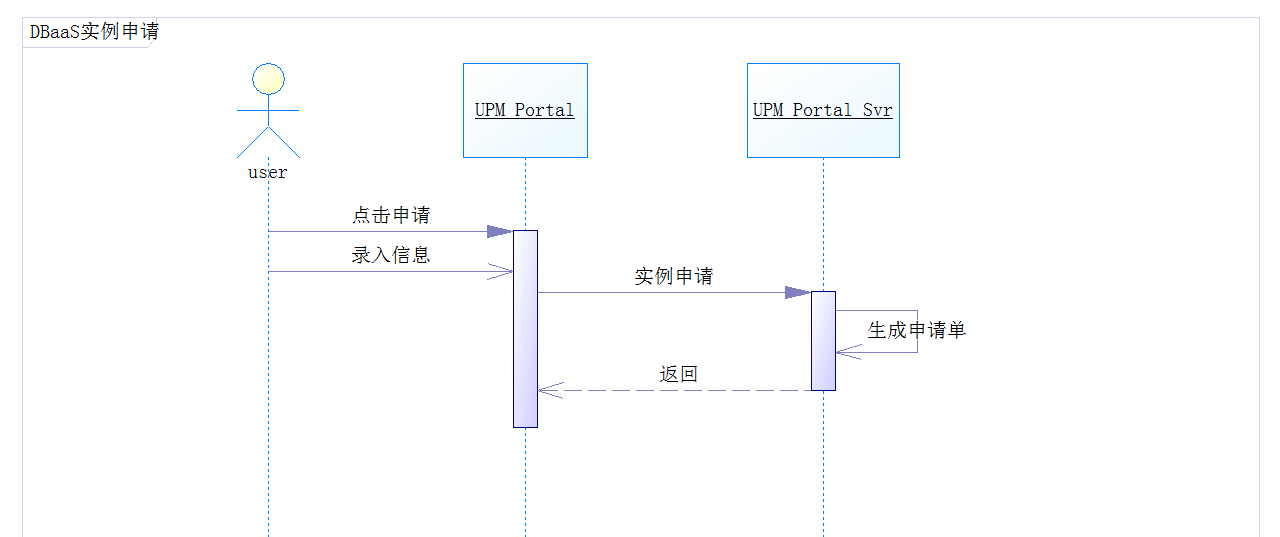 DBaaS实例申请
UPM Portal
UPM Portal Svr
user
点击申请
录入信息
实例申请
生成申请单
返回